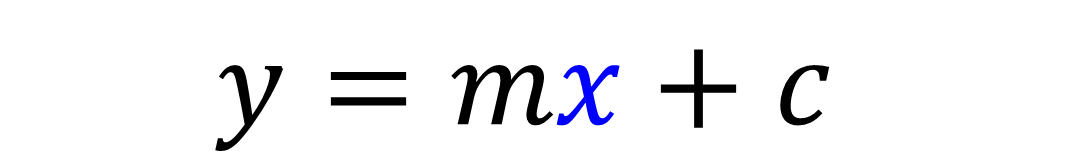 y = mx + c